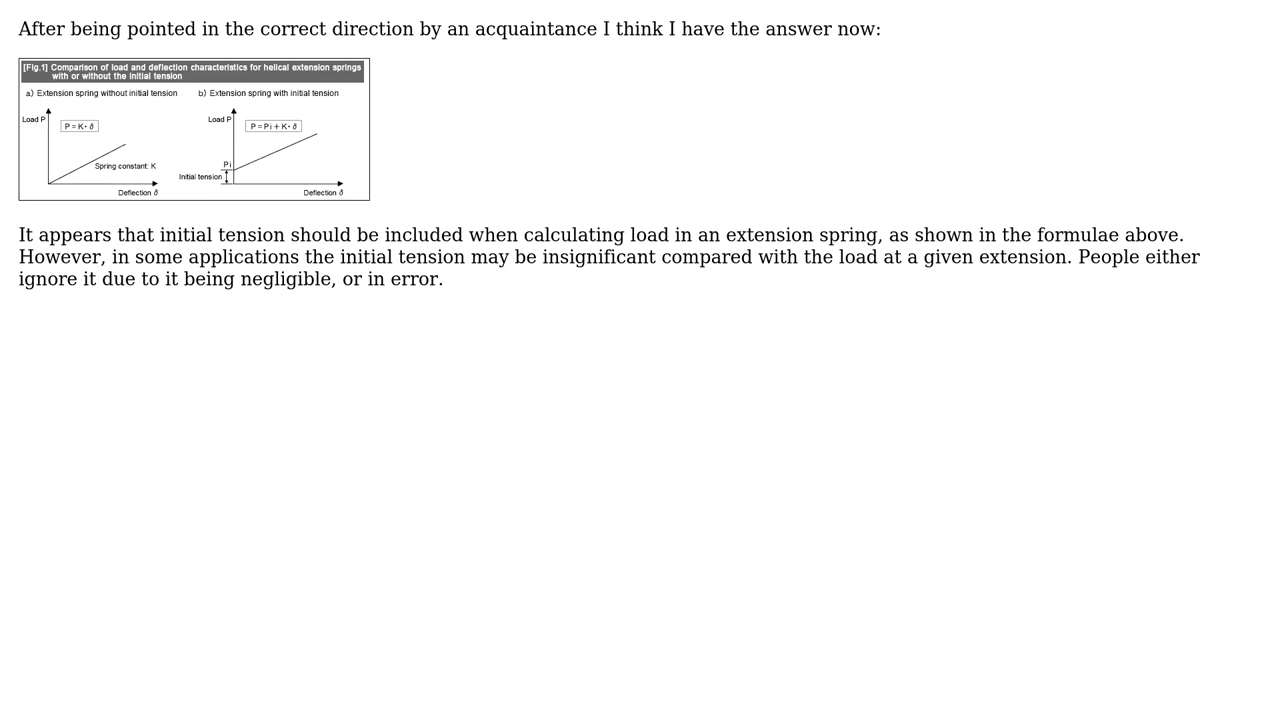 After being pointed in the correct direction by an acquaintance I think I have the answer now:
[Fig.1] Comparison of load and deflection characteristics for helical extension springs
with or without the initial tension
a) Extension spring without initial tension
b) Extension spring with initial tension
Load P
P = K・δ
Spring constant: K
Deflection δ
Load P
P = Pi + K・δ
Pi
Initial tension
Deflection δ
It appears that initial tension should be included when calculating load in an extension spring, as shown in the formulae above.
However, in some applications the initial tension may be insignificant compared with the load at a given extension. People either
ignore it due to it being negligible, or in error.